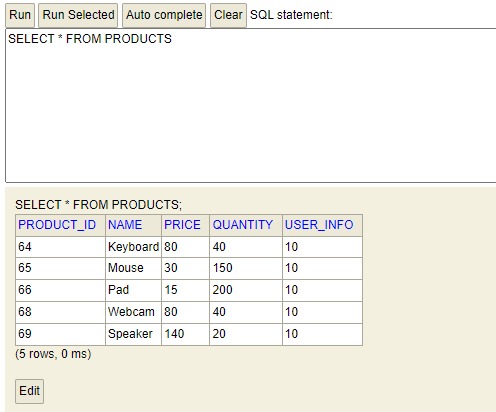 Run Run Selected Auto complete Clear SQL statement:
SELECT * FROM PRODUCTS
SELECT * FROM PRODUCTS;
PRODUCT_ID NAME PRICE QUANTITY USER_INFO
64 Keyboard 80 40 10
65 Mouse 30 150 10
66 Pad 15 200 10
68 Webcam 80 40 10
69 Speaker 140 20 10
(5 rows, 0 ms)
Edit